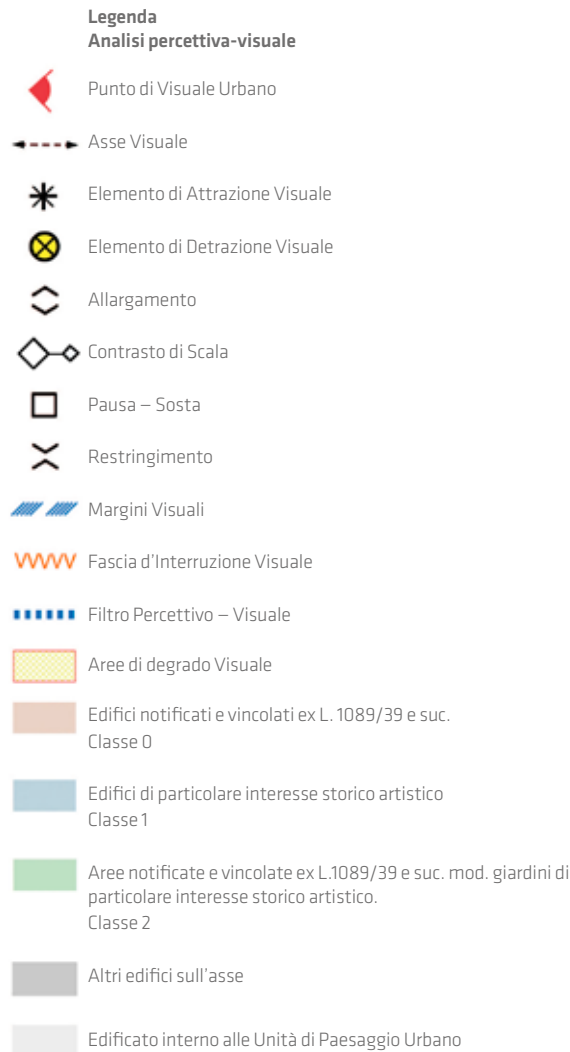 Legenda
Analisi percettiva-visuale
Punto di Visuale Urbano
Asse Visuale
Elemento di Attrazione Visuale
Elemento di Detrazione Visuale
Allargamento
Contrasto di Scala
Pausa – Sosta
Restringimento
Margini Visuali
Fascia d'Interruzione Visuale
Filtro Percettivo – Visuale
Aree di degrado Visuale
Edifici notificati e vincolati ex L. 1089/39 e suc.
Classe 0
Edifici di particolare interesse storico artistico
Classe 1
Aree notificate e vincolate ex L.1089/39 e suc. mod. giardini di
particolare interesse storico artistico.
Classe 2
Altri edifici sull'asse
Edificato interno alle Unità di Paesaggio Urbano